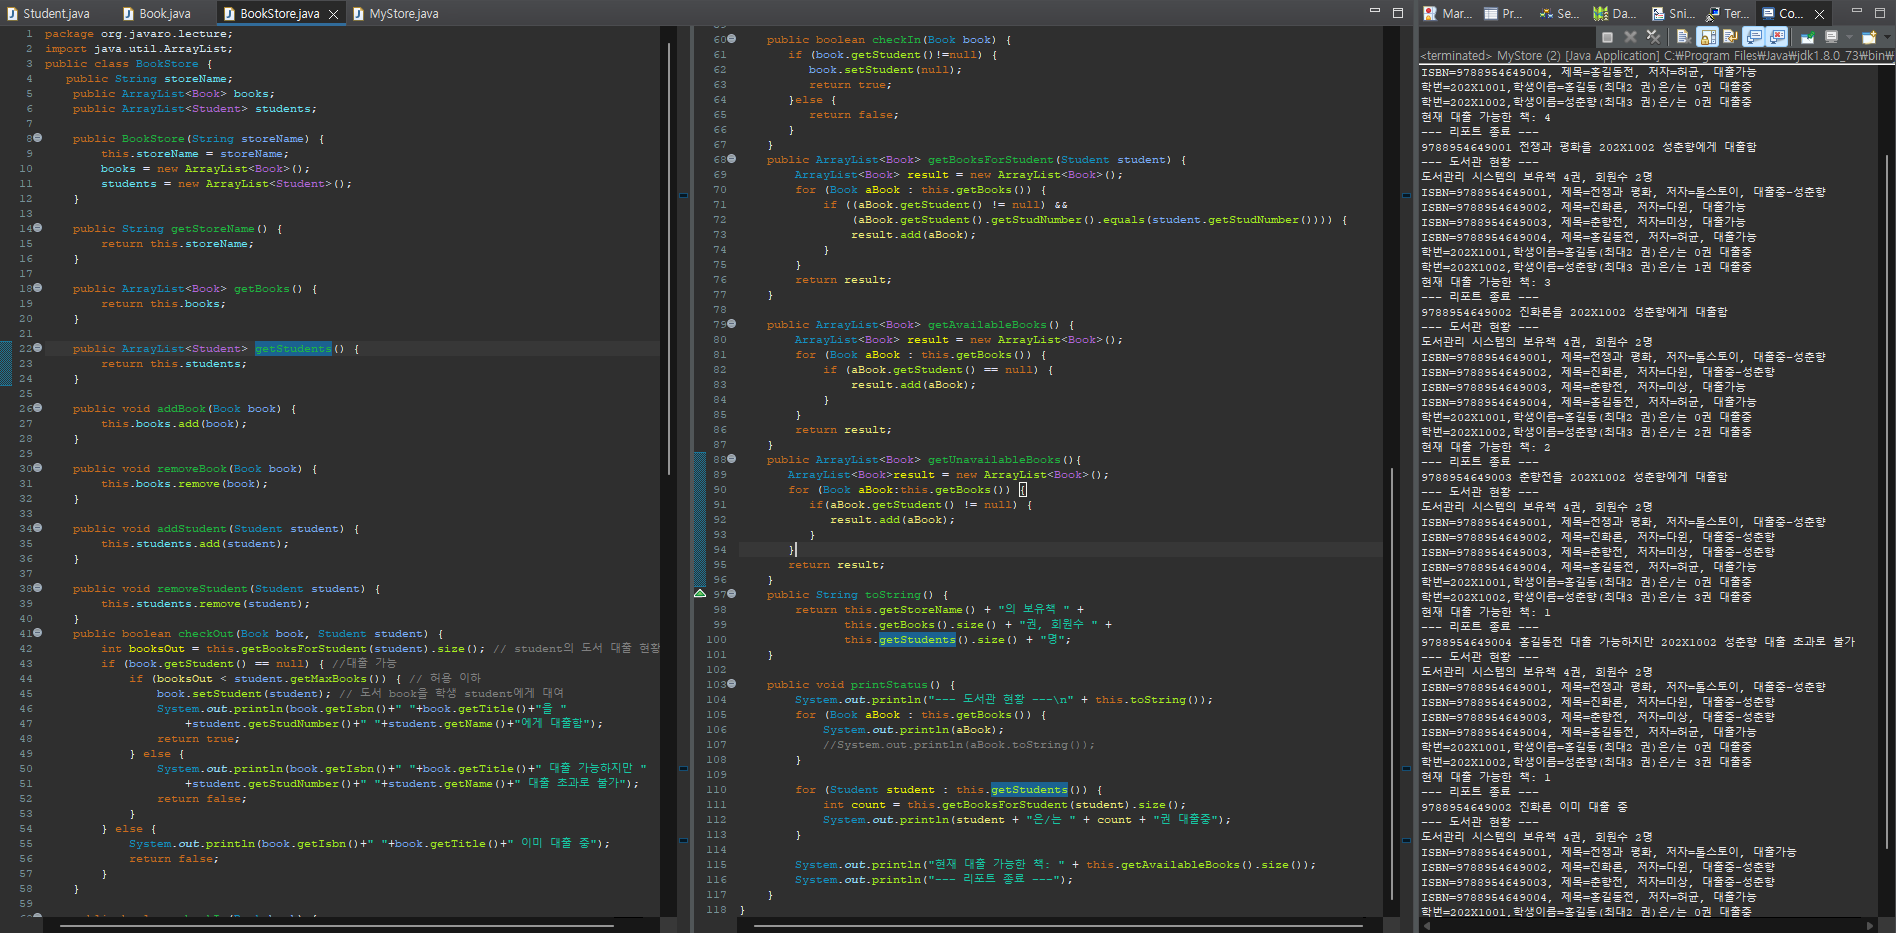 Student.java
Book.java
BookStore.java
MyStore.java
1 package org.javaro.lecture;
2 import java.util.ArrayList;
3 public class BookStore {
4 public String storeName;
5 public ArrayList<Book> books;
6 public ArrayList<Student> students;
7
8 public BookStore(String storeName) {
9 this.storeName = storeName;
10 books = new ArrayList<Book>();
11 students = new ArrayList<Student>();
12 }
13
14 public String getStoreName() {
15 return this.storeName;
16 }
17
18 public ArrayList<Book> getBooks() {
19 return this.books;
20 }
21
22 public ArrayList<Student> getStudents() {
23 return this.students;
24 }
25
26 public void addBook(Book book) {
27 this.books.add(book);
28 }
29
30 public void removeBook(Book book) {
31 this.books.remove(book);
32 }
33
34 public void addStudent(Student student) {
35 this.students.add(student);
36 }
37
38 public void removeStudent(Student student) {
39 this.students.remove(student);
40 }
41 public boolean checkOut(Book book, Student student) {
42 int booksOut = this.getBooksForStudent(student).size(); // student의 도서 대출 현황
43 if (book.getStudent() == null) { //대출 가능
44 if (booksOut < student.getMaxBooks()) { // 허용 이하
45 book.setStudent(student); // 도서 book을 학생 student에게 대여
46 System.out.println(book.getIsbn()+" "+book.getTitle()+"을 "
47 +student.getStudNumber()+" "+student.getName()+"에게 대출함");
48 return true;
49 } else {
50 System.out.println(book.getIsbn()+" "+book.getTitle()+" 대출 가능하지만 "
51 +student.getStudNumber()+" "+student.getName()+" 대출 초과로 불가");
52 return false;
53 }
54 } else {
55 System.out.println(book.getIsbn()+" "+book.getTitle()+" 이미 대출 중");
56 return false;
57 }
58 }
59
60 public boolean checkIn(Book book) {
61 if (book.getStudent()!=null) {
62 book.setStudent(null);
63 return true;
64 }else {
65 return false;
66 }
67 }
68 public ArrayList<Book> getBooksForStudent(Student student) {
69 ArrayList<Book> result = new ArrayList<Book>();
70 for (Book aBook : this.getBooks()) {
71 if ((aBook.getStudent() != null) &&
72 (aBook.getStudent().getStudNumber().equals(student.getStudNumber()))) {
73 result.add(aBook);
74 }
75 }
76 return result;
77 }
78
79 public ArrayList<Book> getAvailableBooks() {
80 ArrayList<Book> result = new ArrayList<Book>();
81 for (Book aBook : this.getBooks()) {
82 if (aBook.getStudent() == null) {
83 result.add(aBook);
84 }
85 }
86 return result;
87 }
88 public ArrayList<Book> getUnavailableBooks(){
89 ArrayList<Book>result = new ArrayList<Book>();
90 for (Book aBook:this.getBooks()) {
91 if(aBook.getStudent() != null) {
92 result.add(aBook);
93 }
94 }
95 return result;
96 }
97 public String toString() {
98 return this.getStoreName() + "의 보유책 " +
99 this.getBooks().size() + "권, 회원수 " +
100 this.getStudents().size() + "명";
101 }
102
103 public void printStatus() {
104 System.out.println("--- 도서관 현황 ---\n" + this.toString());
105 for (Book aBook : this.getBooks()) {
106 System.out.println(aBook);
107 //System.out.println(aBook.toString());
108 }
109
110 for (Student student : this.getStudents()) {
111 int count = this.getBooksForStudent(student).size();
112 System.out.println(student + "은/는 " + count + "권 대출중");
113 }
114
115 System.out.println("현재 대출 가능한 책: " + this.getAvailableBooks().size());
116 System.out.println("--- 리포트 종료 ---");
117 }
118 }
Mar... Pr... Se... Da... Sni... Ter... Co...
<terminated> MyStore (2) [Java Application] C:₩Program Files₩Java₩jdk1.8.0_73₩bin₩
ISBN=9788954649004, 제목=홍길동전, 저자=허균, 대출가능
학번=202X1001,학생이름=홍길동(최대2 권)은/는 0권 대출중
학번=202X1002,학생이름=성춘향(최대3 권)은/는 0권 대출중
현재 대출 가능한 책: 4
--- 리포트 종료 ---
9788954649001 전쟁과 평화을 202X1002 성춘향에게 대출함
--- 도서관 현황 ---
도서관리 시스템의 보유책 4권, 회원수 2명
ISBN=9788954649001, 제목=전쟁과 평화, 저자=톨스토이, 대출중-성춘향
ISBN=9788954649002, 제목=진화론, 저자=다윈, 대출가능
ISBN=9788954649003, 제목=춘향전, 저자=미상, 대출가능
ISBN=9788954649004, 제목=홍길동전, 저자=허균, 대출가능
학번=202X1001,학생이름=홍길동(최대2 권)은/는 0권 대출중
학번=202X1002,학생이름=성춘향(최대3 권)은/는 1권 대출중
현재 대출 가능한 책: 3
--- 리포트 종료 ---
9788954649002 진화론을 202X1002 성춘향에게 대출함
--- 도서관 현황 ---
도서관리 시스템의 보유책 4권, 회원수 2명
ISBN=9788954649001, 제목=전쟁과 평화, 저자=톨스토이, 대출중-성춘향
ISBN=9788954649002, 제목=진화론, 저자=다윈, 대출중-성춘향
ISBN=9788954649003, 제목=춘향전, 저자=미상, 대출가능
ISBN=9788954649004, 제목=홍길동전, 저자=허균, 대출가능
학번=202X1001,학생이름=홍길동(최대2 권)은/는 0권 대출중
학번=202X1002,학생이름=성춘향(최대3 권)은/는 2권 대출중
현재 대출 가능한 책: 2
--- 리포트 종료 ---
9788954649003 춘향전을 202X1002 성춘향에게 대출함
--- 도서관 현황 ---
도서관리 시스템의 보유책 4권, 회원수 2명
ISBN=9788954649001, 제목=전쟁과 평화, 저자=톨스토이, 대출중-성춘향
ISBN=9788954649002, 제목=진화론, 저자=다윈, 대출중-성춘향
ISBN=9788954649003, 제목=춘향전, 저자=미상, 대출중-성춘향
ISBN=9788954649004, 제목=홍길동전, 저자=허균, 대출가능
학번=202X1001,학생이름=홍길동(최대2 권)은/는 0권 대출중
학번=202X1002,학생이름=성춘향(최대3 권)은/는 3권 대출중
현재 대출 가능한 책: 1
--- 리포트 종료 ---
9788954649004 홍길동전 대출 가능하지만 202X1002 성춘향 대출 초과로 불가
--- 도서관 현황 ---
도서관리 시스템의 보유책 4권, 회원수 2명
ISBN=9788954649001, 제목=전쟁과 평화, 저자=톨스토이, 대출중-성춘향
ISBN=9788954649002, 제목=진화론, 저자=다윈, 대출중-성춘향
ISBN=9788954649003, 제목=춘향전, 저자=미상, 대출중-성춘향
ISBN=9788954649004, 제목=홍길동전, 저자=허균, 대출가능
학번=202X1001,학생이름=홍길동(최대2 권)은/는 0권 대출중
학번=202X1002,학생이름=성춘향(최대3 권)은/는 3권 대출중
현재 대출 가능한 책: 1
--- 리포트 종료 ---
9788954649002 진화론 이미 대출 중
--- 도서관 현황 ---
도서관리 시스템의 보유책 4권, 회원수 2명
ISBN=9788954649001, 제목=전쟁과 평화, 저자=톨스토이, 대출가능
ISBN=9788954649002, 제목=진화론, 저자=다윈, 대출중-성춘향
ISBN=9788954649003, 제목=춘향전, 저자=미상, 대출중-성춘향
ISBN=9788954649004, 제목=홍길동전, 저자=허균, 대출가능
학번=202X1001,학생이름=홍길동(최대2 권)은/는 0권 대출중